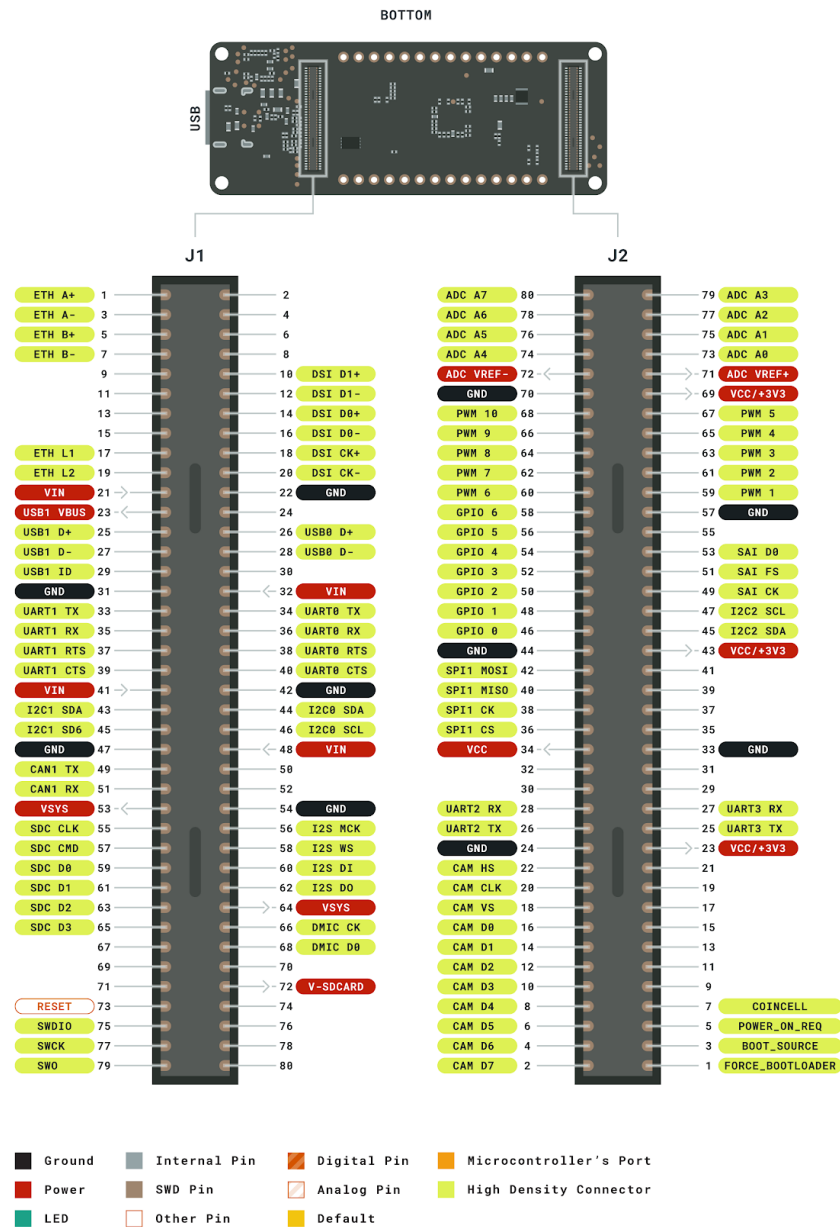 BOTTOM
USB
J1
J2
ETH A+ 1 2
ETH A- 3 4
ETH B+ 5 6
ETH B- 7 8
9 10 DSI D1+
11 12 DSI D1-
13 14 DSI D0+
15 16 DSI D0-
ETH L1 17 18 DSI CK+
ETH L2 19 20 DSI CK-
VIN 21 22 GND
USB1 VBUS 23 24
USB1 D+ 25 26 USB0 D+
USB1 D- 27 28 USB0 D-
USB1 ID 29 30
GND 31 32 VIN
UART1 TX 33 34 UART0 TX
UART1 RX 35 36 UART0 RX
UART1 RTS 37 38 UART0 RTS
UART1 CTS 39 40 UART0 CTS
VIN 41 42 GND
I2C1 SDA 43 44 I2C0 SDA
I2C1 SD6 45 46 I2C0 SCL
GND 47 48 VIN
CAN1 TX 49 50
CAN1 RX 51 52
VSYS 53 54 GND
SDC CLK 55 56 I2S MCK
SDC CMD 57 58 I2S WS
SDC D0 59 60 I2S DI
SDC D1 61 62 I2S DO
SDC D2 63 64 VSYS
SDC D3 65 66 DMIC CK
67 68 DMIC D0
69 70
71 72 V-SDCARD
RESET 73 74
SWDIO 75 76
SWCK 77 78
SWO 79 80
ADC A7 80 79 ADC A3
ADC A6 78 77 ADC A2
ADC A5 76 75 ADC A1
ADC A4 74 73 ADC A0
ADC VREF- 72 71 ADC VREF+
GND 70 69 VCC/+3V3
PWM 10 68 67 PWM 5
PWM 9 66 65 PWM 4
PWM 8 64 63 PWM 3
PWM 7 62 61 PWM 2
PWM 6 60 59 PWM 1
GPIO 6 58 57 GND
GPIO 5 56 55
GPIO 4 54 53 SAI D0
GPIO 3 52 51 SAI FS
GPIO 2 50 49 SAI CK
GPIO 1 48 47 I2C2 SCL
GPIO 0 46 45 I2C2 SDA
GND 44 43 VCC/+3V3
SPI1 MOSI 42 41
SPI1 MISO 40 39
SPI1 CK 38 37
SPI1 CS 36 35
VCC 34 33 GND
32 31
30 29
UART2 RX 28 27 UART3 RX
UART2 TX 26 25 UART3 TX
GND 24 23 VCC/+3V3
CAM HS 22 21
CAM CLK 20 19
CAM VS 18 17
CAM D0 16 15
CAM D1 14 13
CAM D2 12 11
CAM D3 10 9
CAM D4 8 7 COINCELL
CAM D5 6 5 POWER_ON_REQ
CAM D6 4 3 BOOT_SOURCE
CAM D7 2 1 FORCE_BOOTLOADER
Ground Internal Pin Digital Pin Microcontroller's Port
Power SWD Pin Analog Pin High Density Connector
LED Other Pin Default